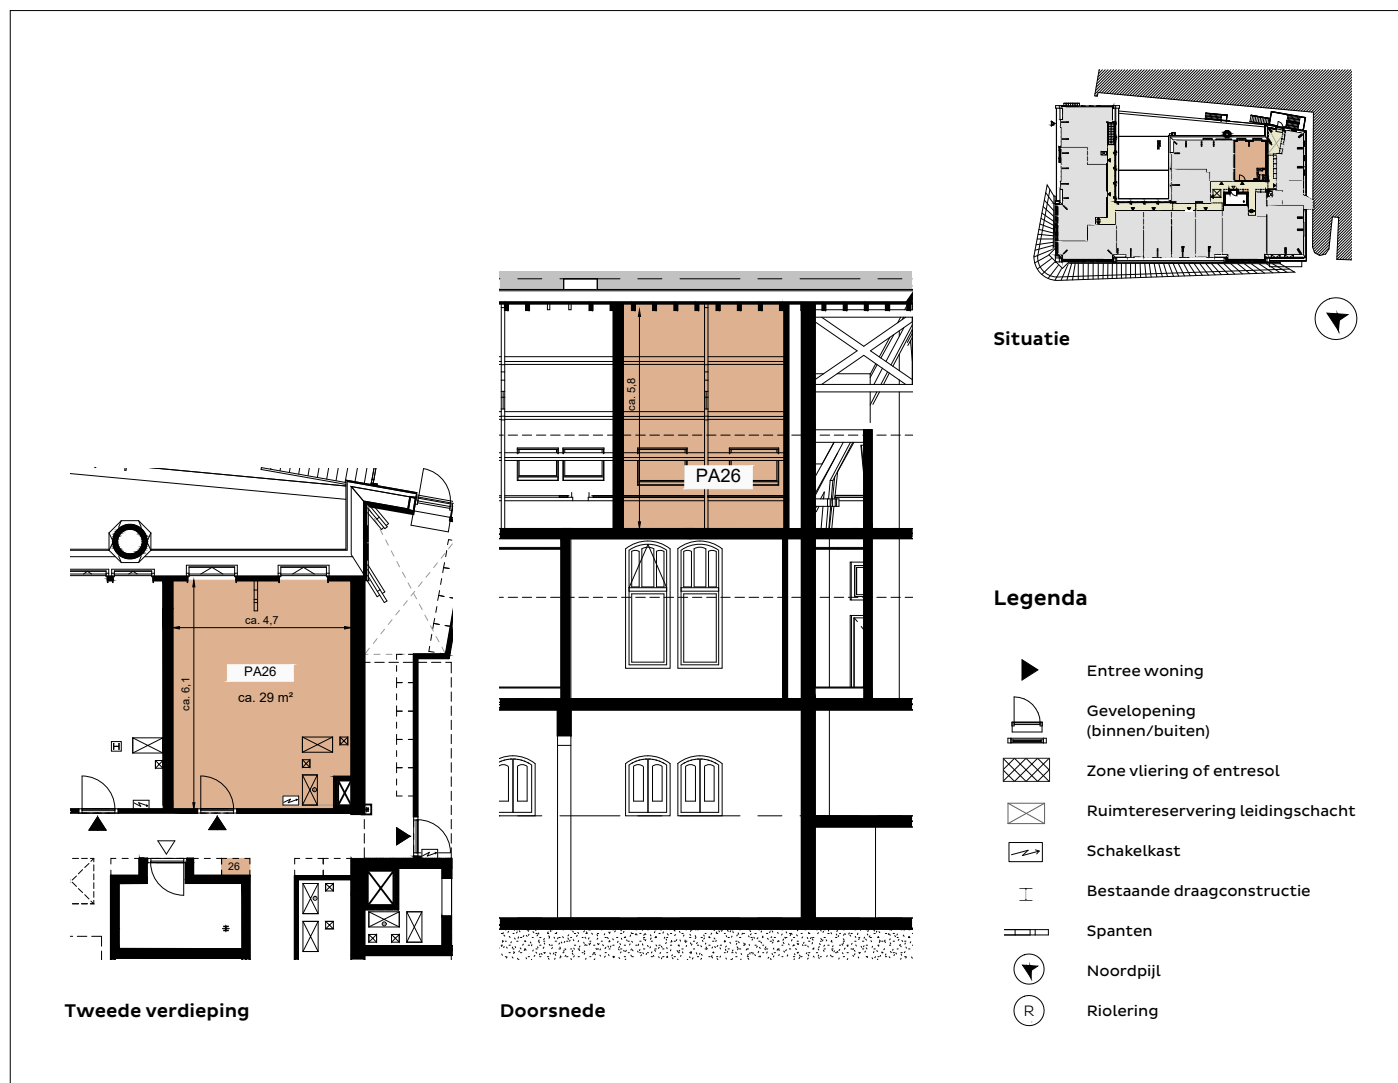 Situatie
ca. 5,8
PA26
ca. 4,7
PA26
ca. 6,1
ca. 29 m²
26
Tweede verdieping
Doorsnede
Legenda
Entree woning
Gevelopening
(binnen/buiten)
Zone vliering of entresol
Ruimtereservering leidingschacht
Schakelkast
Bestaande draagconstructie
Spanten
Noordpijl
R
Riolering